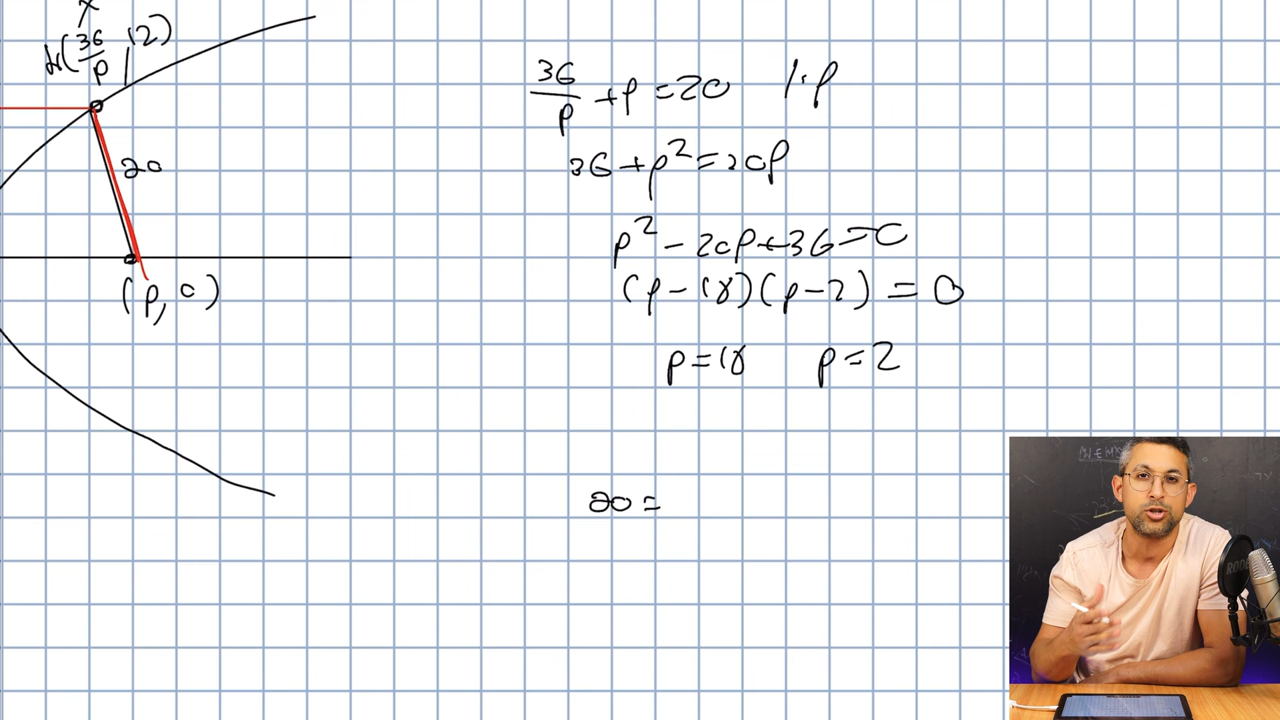 x
(36/p, 12)
20
(p, 0)
36/p + p = 20 /·p
36 + p² = 20p
p² - 20p + 36 = 0
(p - 18)(p - 2) = 0
p = 18 p = 2
20 =
RODE